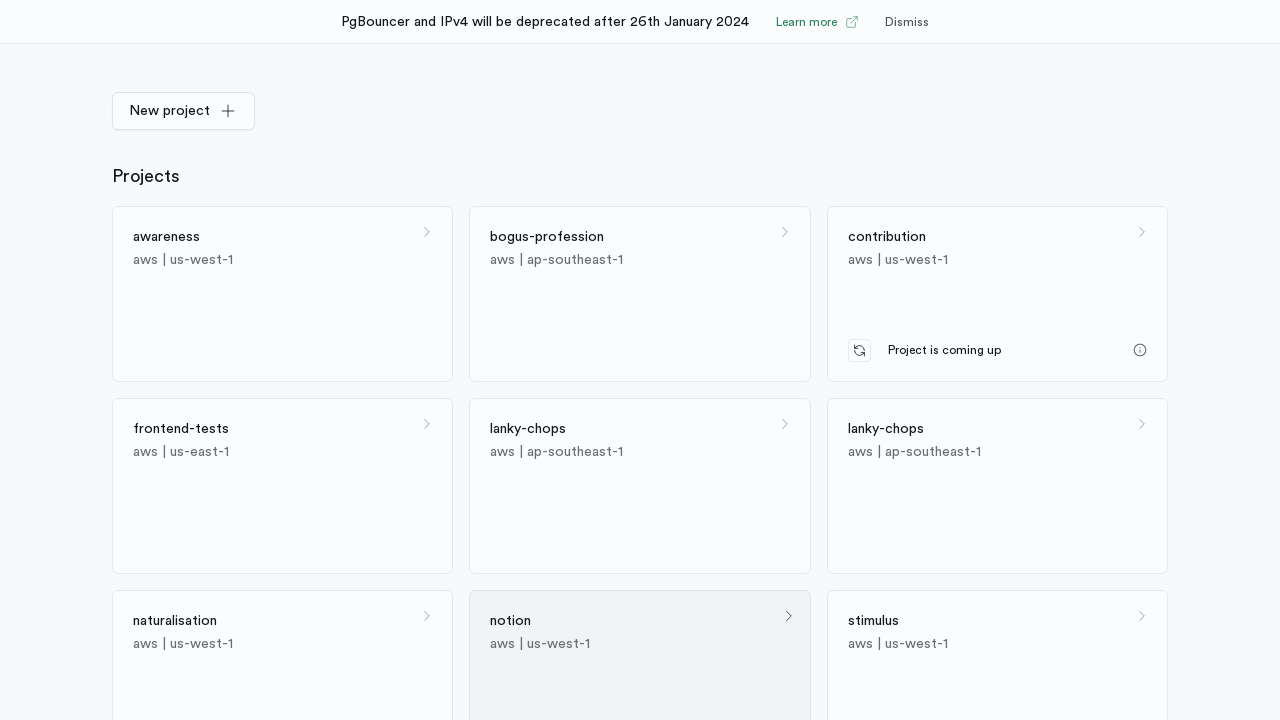 PgBouncer and IPv4 will be deprecated after 26th January 2024 Learn more Dismiss
New project
Projects
awareness
aws | us-west-1
bogus-profession
aws | ap-southeast-1
contribution
aws | us-west-1
Project is coming up
frontend-tests
aws | us-east-1
lanky-chops
aws | ap-southeast-1
lanky-chops
aws | ap-southeast-1
naturalisation
aws | us-west-1
notion
aws | us-west-1
stimulus
aws | us-west-1